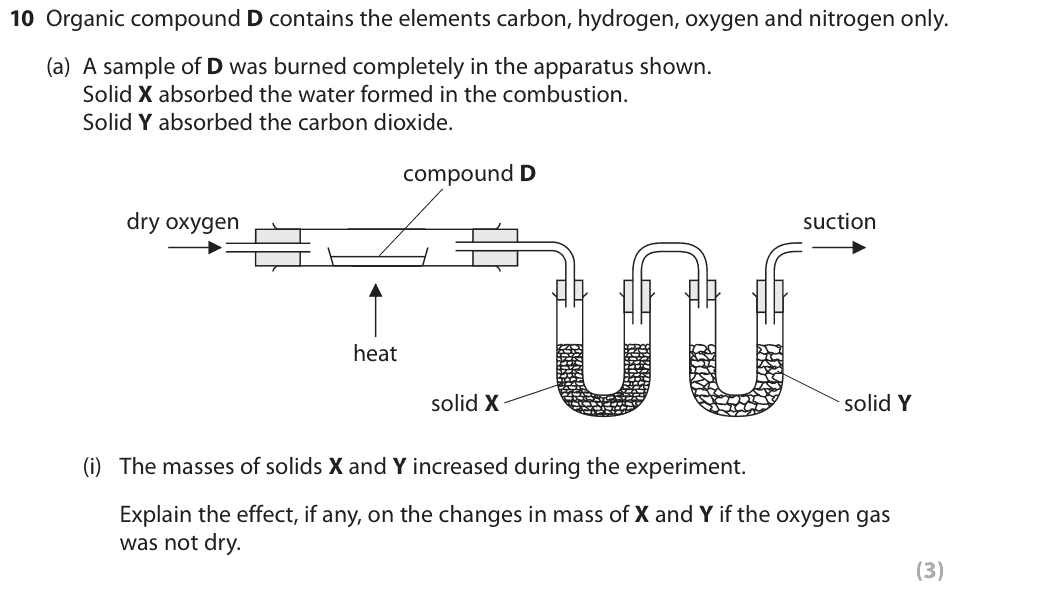 10 Organic compound D contains the elements carbon, hydrogen, oxygen and nitrogen only.
(a) A sample of D was burned completely in the apparatus shown.
Solid X absorbed the water formed in the combustion.
Solid Y absorbed the carbon dioxide.
compound D
dry oxygen
suction
heat
solid X
solid Y
(i) The masses of solids X and Y increased during the experiment.
Explain the effect, if any, on the changes in mass of X and Y if the oxygen gas
was not dry.
(3)